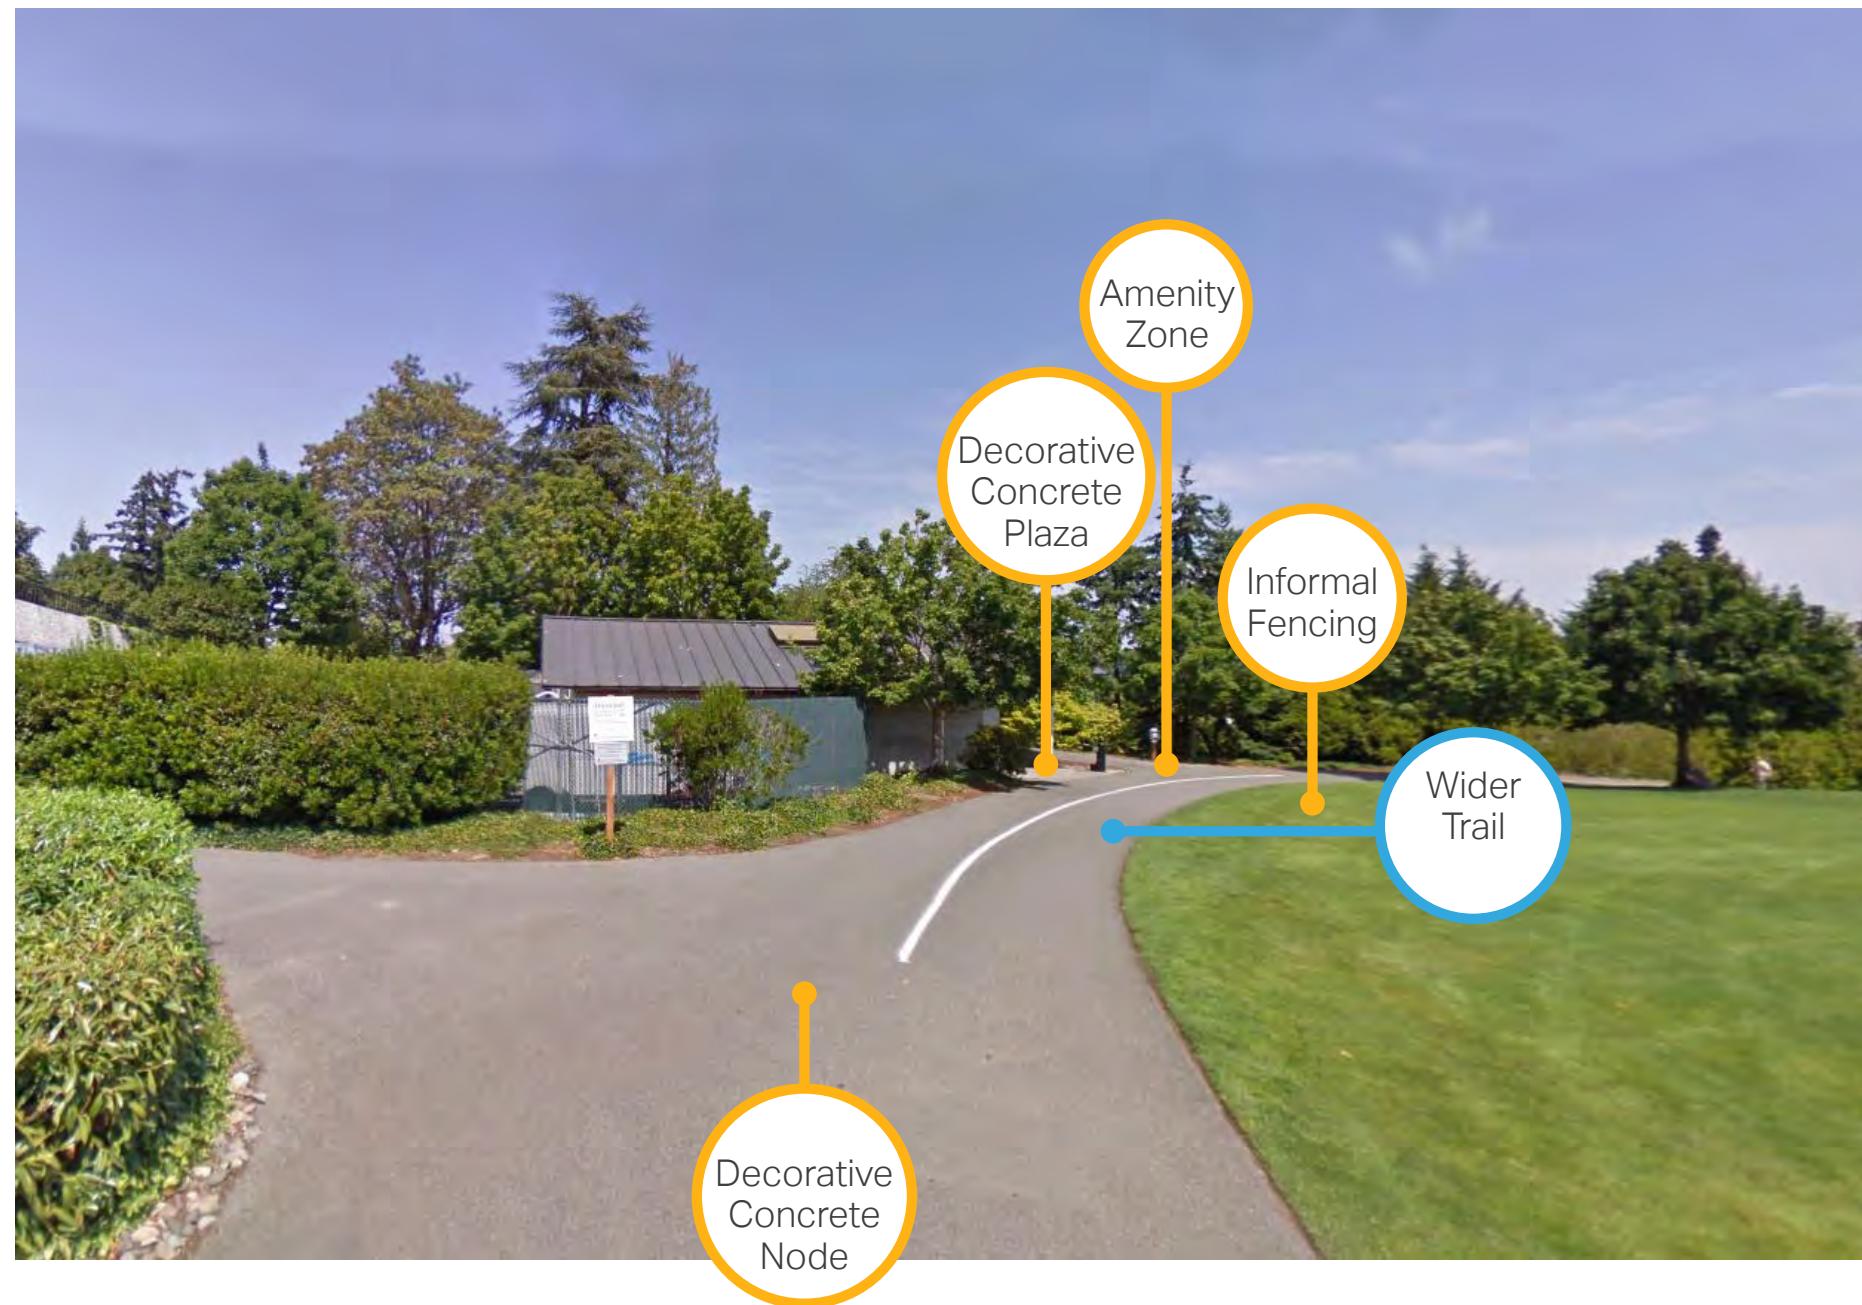 Amenity
Zone
Decorative
Concrete
Plaza
Informal
Fencing
Wider
Trail
Decorative
Concrete
Node